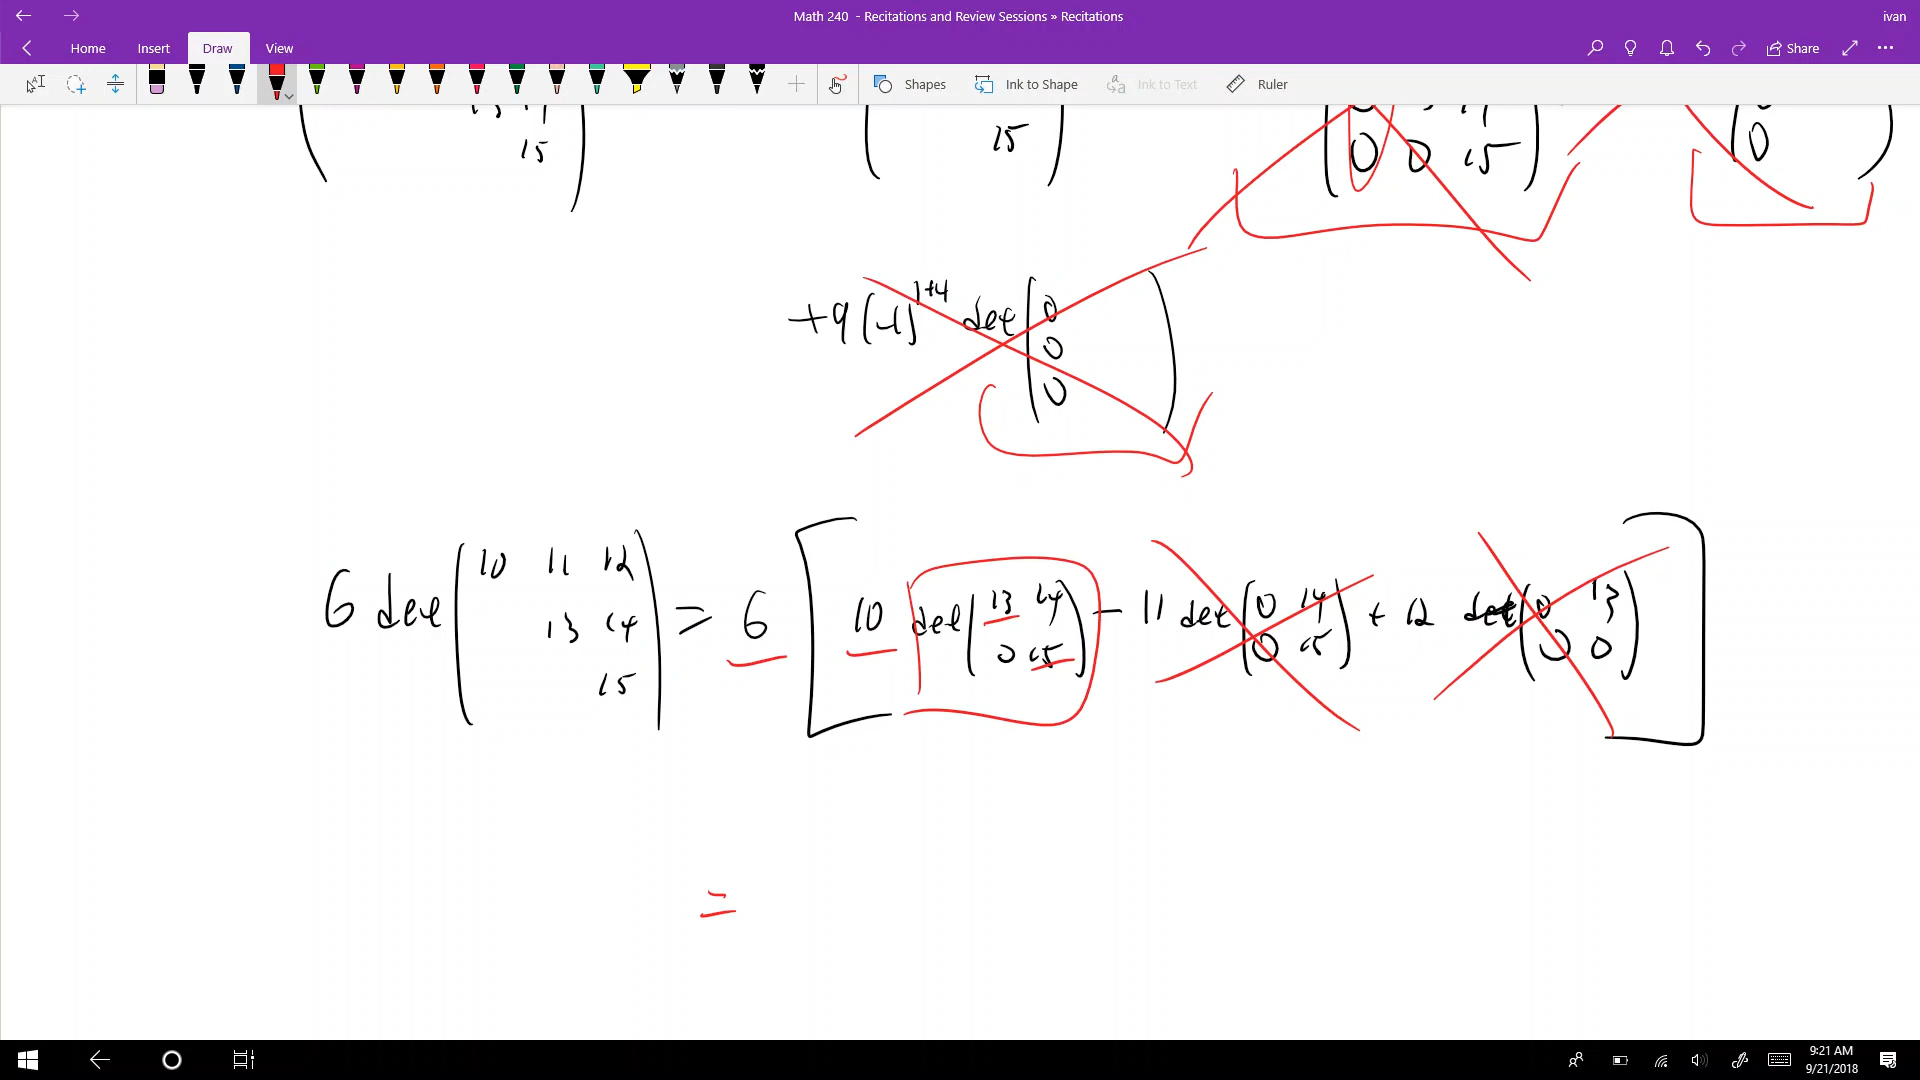 Math 240 - Recitations and Review Sessions » Recitations
ivan
Home Insert Draw View
Share
Shapes Ink to Shape Ink to Text Ruler
15 15 0 0 15 0
+ 9 (-1)^{1+4} det ( 0
0
0 )
6 det ( 10 11 12 = 6 [ 10 det ( 13 14 - 11 det ( 0 14 + 12 det ( 0 13
13 14 0 15 ) 0 15 ) 0 0 ) ]
15 )
=
9:21 AM
9/21/2018